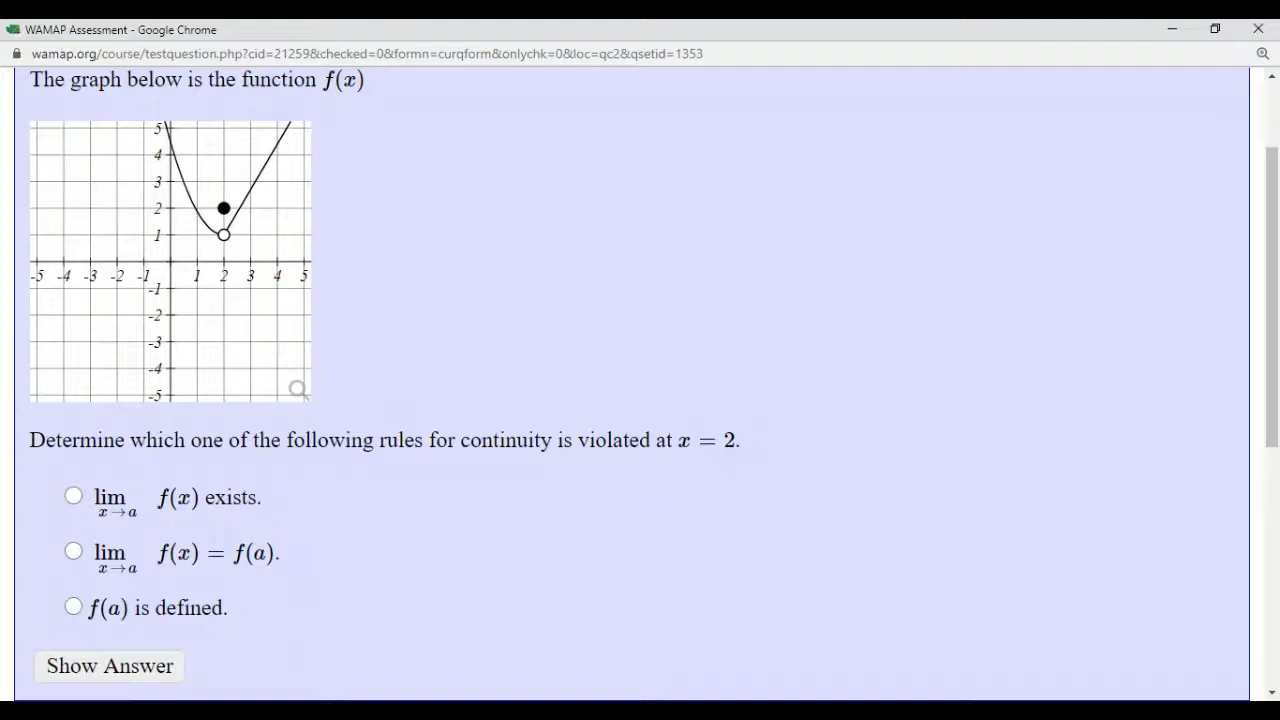 WAMAP Assessment - Google Chrome
wamap.org/course/testquestion.php?cid=21259&checked=0&formn=curqform&onlychk=0&loc=qc2&qsetid=1353
The graph below is the function f(x)
5
4
3
2
1
-5 -4 -3 -2 -1 1 2 3 4 5
-1
-2
-3
-4
-5
Determine which one of the following rules for continuity is violated at x = 2.
lim x→a f(x) exists.
lim x→a f(x) = f(a).
f(a) is defined.
Show Answer